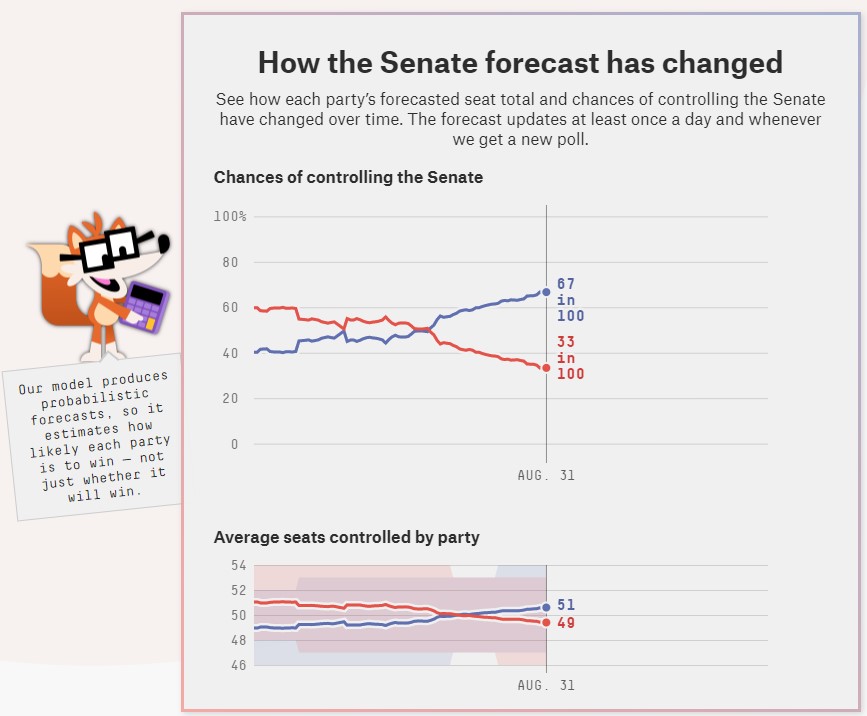 How the Senate forecast has changed
See how each party's forecasted seat total and chances of controlling the Senate
have changed over time. The forecast updates at least once a day and whenever
we get a new poll.
Chances of controlling the Senate
100%
80
60
40
20
0
67
in
100
33
in
100
AUG. 31
Our model produces
probabilistic
forecasts, so it
estimates how
likely each party
is to win — not
just whether it
will win.
Average seats controlled by party
54
52
50
48
46
51
49
AUG. 31